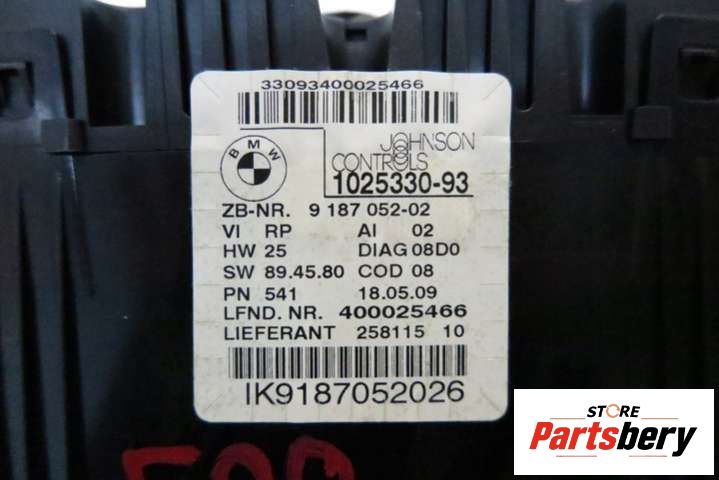 33093400025466
BMW
JOHNSON
CONTROLS
1025330-93
ZB-NR. 9 187 052-02
VI RP AI 02
HW 25 DIAG 08D0
SW 89.45.80 COD 08
PN 541 18.05.09
LFND. NR. 400025466
LIEFERANT 258115 10
IK9187052026
STORE
Partsbery